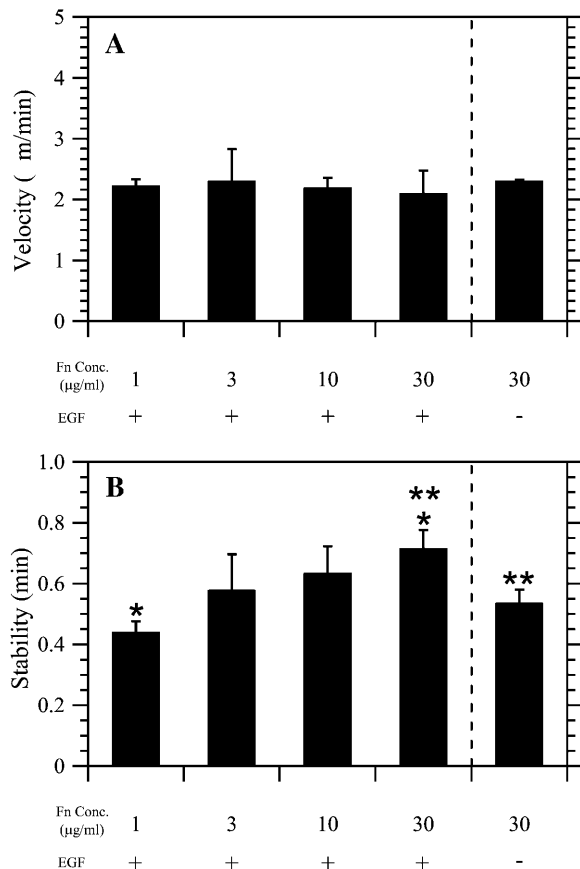 A
5
4
3
2
1
0
Velocity ( m/min)
Fn Conc.
(µg/ml) 1 3 10 30 30
EGF + + + + -
B
1.0
0.8
0.6
0.4
0.2
0
Stability (min)
* ** * **
Fn Conc.
(µg/ml) 1 3 10 30 30
EGF + + + + -